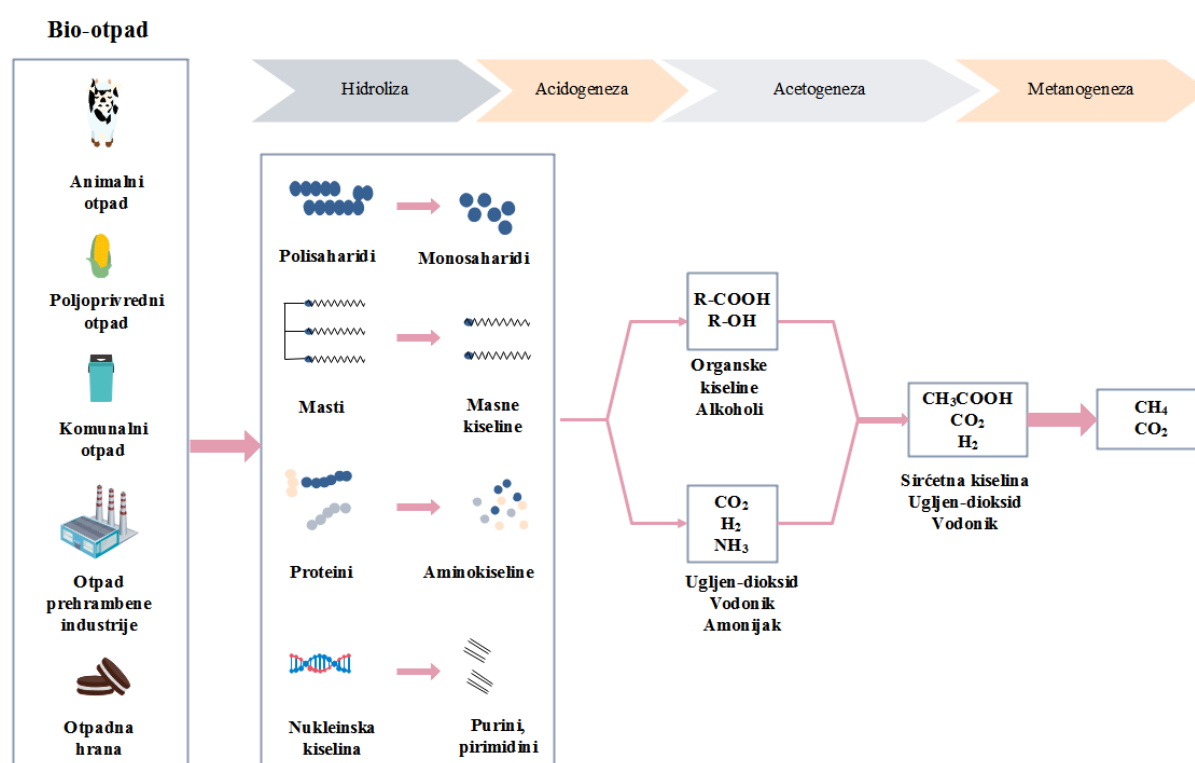 Bio-otpad
Animalni
otpad
Poljoprivredni
otpad
Komunalni
otpad
Otpad
prehrambene
industrije
Otpadna
hrana
Hidroliza
Acidogeneza
Acetogeneza
Metanogeneza
Polisaharidi
Monosaharidi
Masti
Masne
kiseline
Proteini
Aminokiseline
Nukleinska
kiselina
Purini,
pirimidini
R-COOH
R-OH
Organske
kiseline
Alkoholi
CO₂
H₂
NH₃
Ugljen-dioksid
Vodonik
Amonijak
CH₃COOH
CO₂
H₂
Sirćetna kiselina
Ugljen-dioksid
Vodonik
CH₄
CO₂